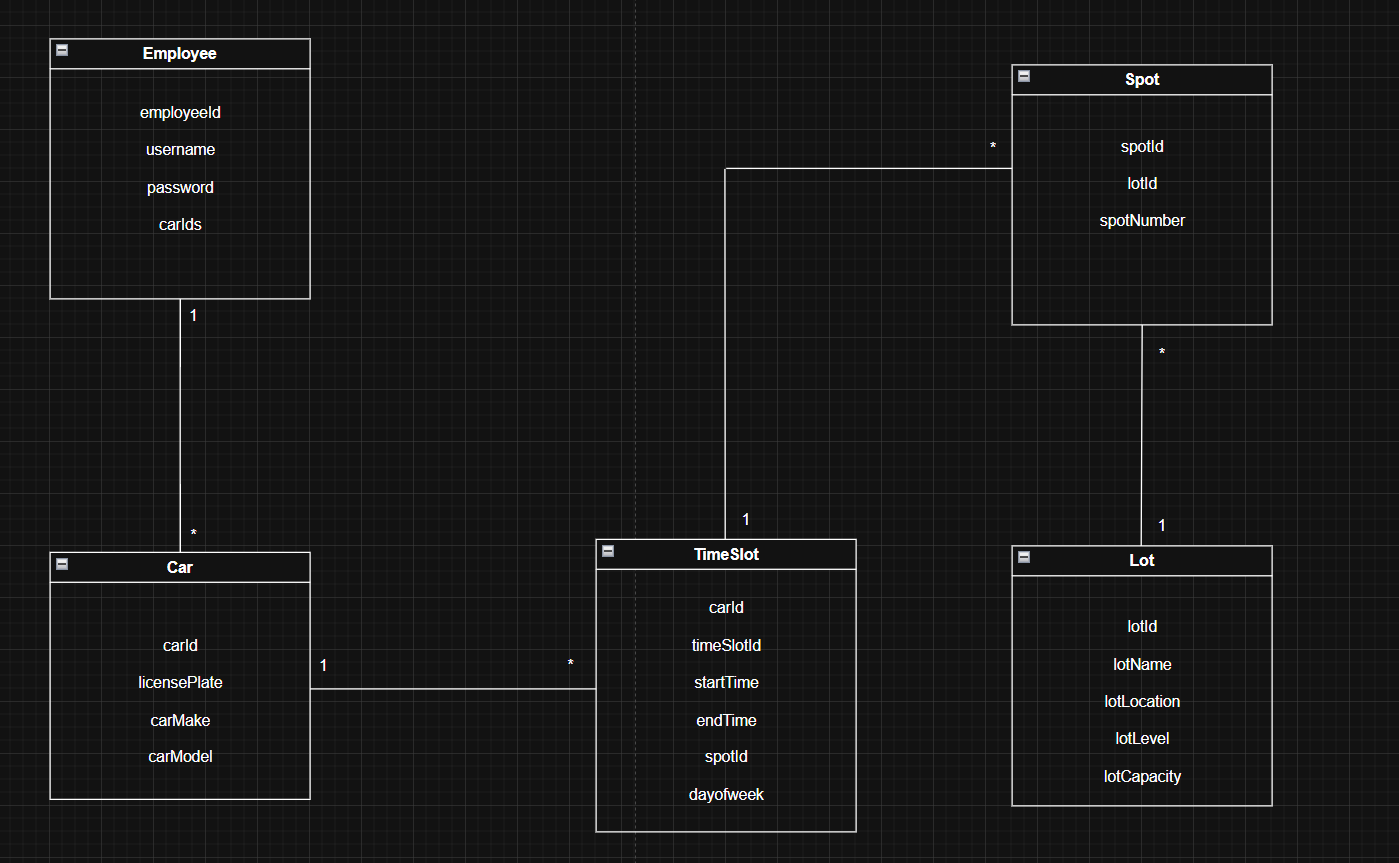 Employee
employeeId
username
password
carIds
1
*
Car
carId
licensePlate
carMake
carModel
1
*
TimeSlot
carId
timeSlotId
startTime
endTime
spotId
dayofweek
1
*
Spot
spotId
lotId
spotNumber
*
1
Lot
lotId
lotName
lotLocation
lotLevel
lotCapacity